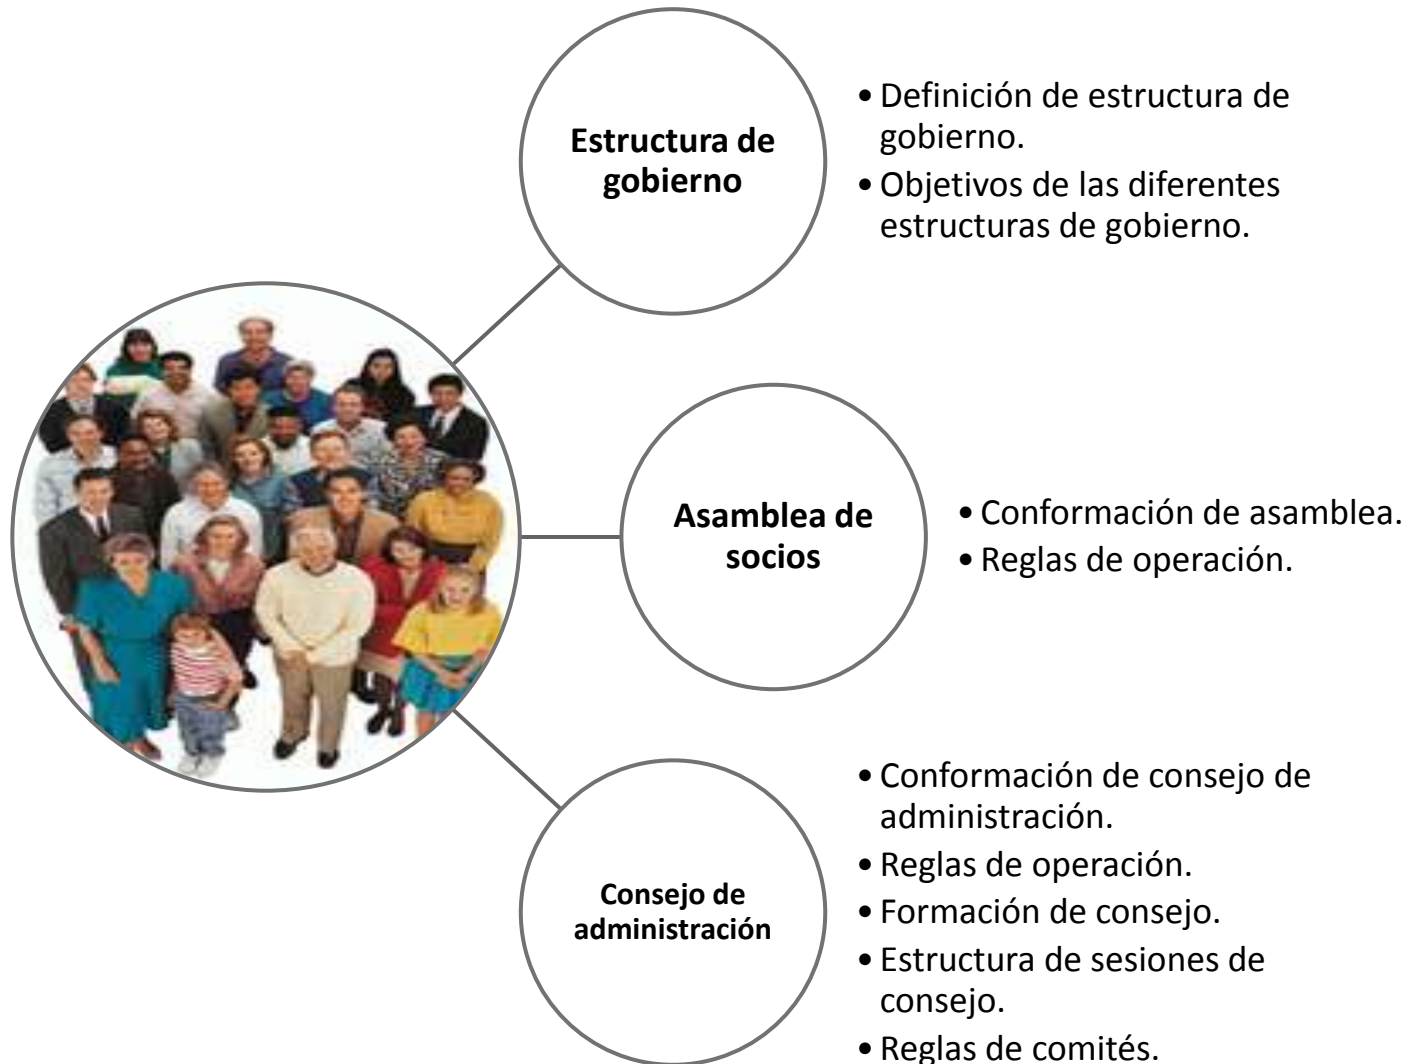 Estructura de
gobierno
• Definición de estructura de
gobierno.
• Objetivos de las diferentes
estructuras de gobierno.
Asamblea de
socios
• Conformación de asamblea.
• Reglas de operación.
Consejo de
administración
• Conformación de consejo de
administración.
• Reglas de operación.
• Formación de consejo.
• Estructura de sesiones de
consejo.
• Reglas de comités.